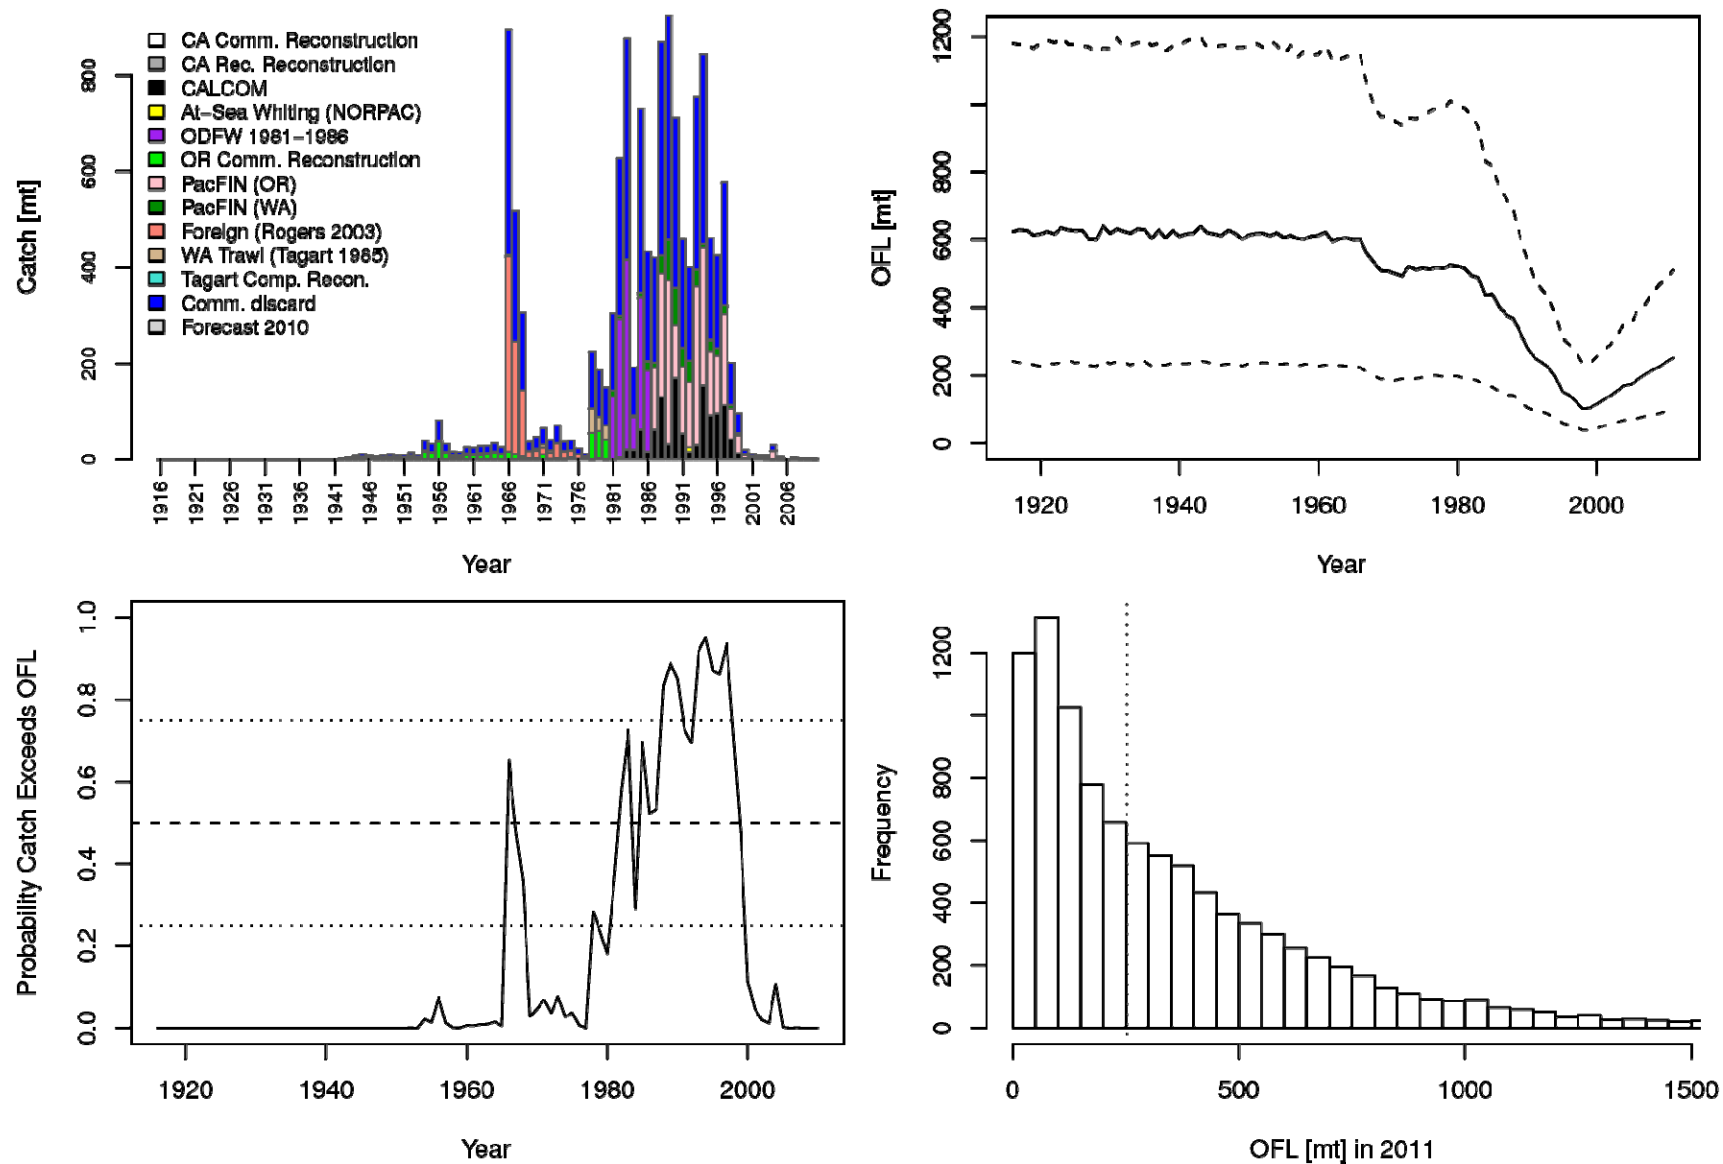 CA Comm. Reconstruction
CA Rec. Reconstruction
CALCOM
At-Sea Whiting (NORPAC)
ODFW 1981-1986
OR Comm. Reconstruction
PacFIN (OR)
PacFIN (WA)
Foreign (Rogers 2003)
WA Trawl (Tagart 1985)
Tagart Comp. Recon.
Comm. discard
Forecast 2010
Catch [mt]
0 200 400 600 800
1916 1921 1926 1931 1936 1941 1946 1951 1956 1961 1966 1971 1976 1981 1986 1991 1996 2001 2006
Year
OFL [mt]
0 200 400 600 800 1200
1920 1940 1960 1980 2000
Year
Probability Catch Exceeds OFL
0.0 0.2 0.4 0.6 0.8 1.0
1920 1940 1960 1980 2000
Year
Frequency
0 200 400 600 800 1200
0 500 1000 1500
OFL [mt] in 2011